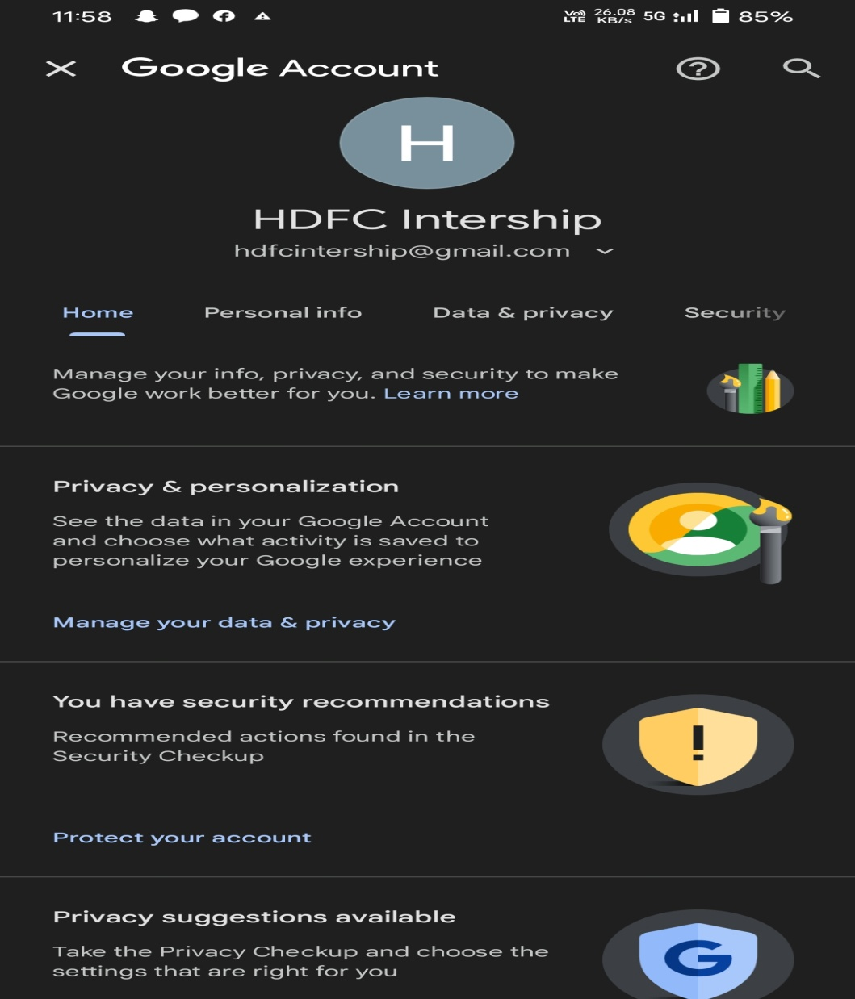 11:58
VoD LTE 26.08 KB/s 5G 85%
Google Account
H
HDFC Intership
hdfcintership@gmail.com
Home Personal info Data & privacy Security
Manage your info, privacy, and security to make
Google work better for you. Learn more
Privacy & personalization
See the data in your Google Account
and choose what activity is saved to
personalize your Google experience
Manage your data & privacy
You have security recommendations
Recommended actions found in the
Security Checkup
!
Protect your account
Privacy suggestions available
Take the Privacy Checkup and choose the
settings that are right for you
G